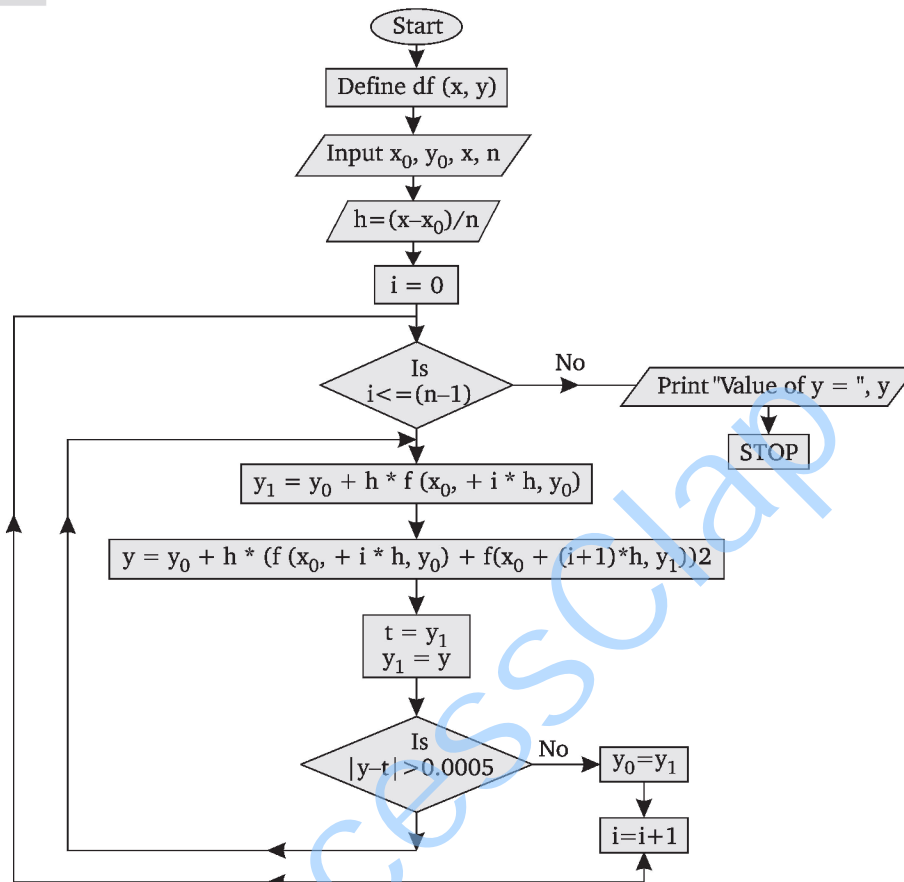 Start
Define df (x, y)
Input x₀, y₀, x, n
h=(x–x₀)/n
i = 0
Is
i<=(n–1)
No
Print "Value of y = ", y
STOP
y₁ = y₀ + h * f (x₀, + i * h, y₀)
y = y₀ + h * (f (x₀, + i * h, y₀) + f(x₀ + (i+1)*h, y₁))2
t = y₁
y₁ = y
Is
|y–t|>0.0005
No
y₀=y₁
i=i+1
cessClap